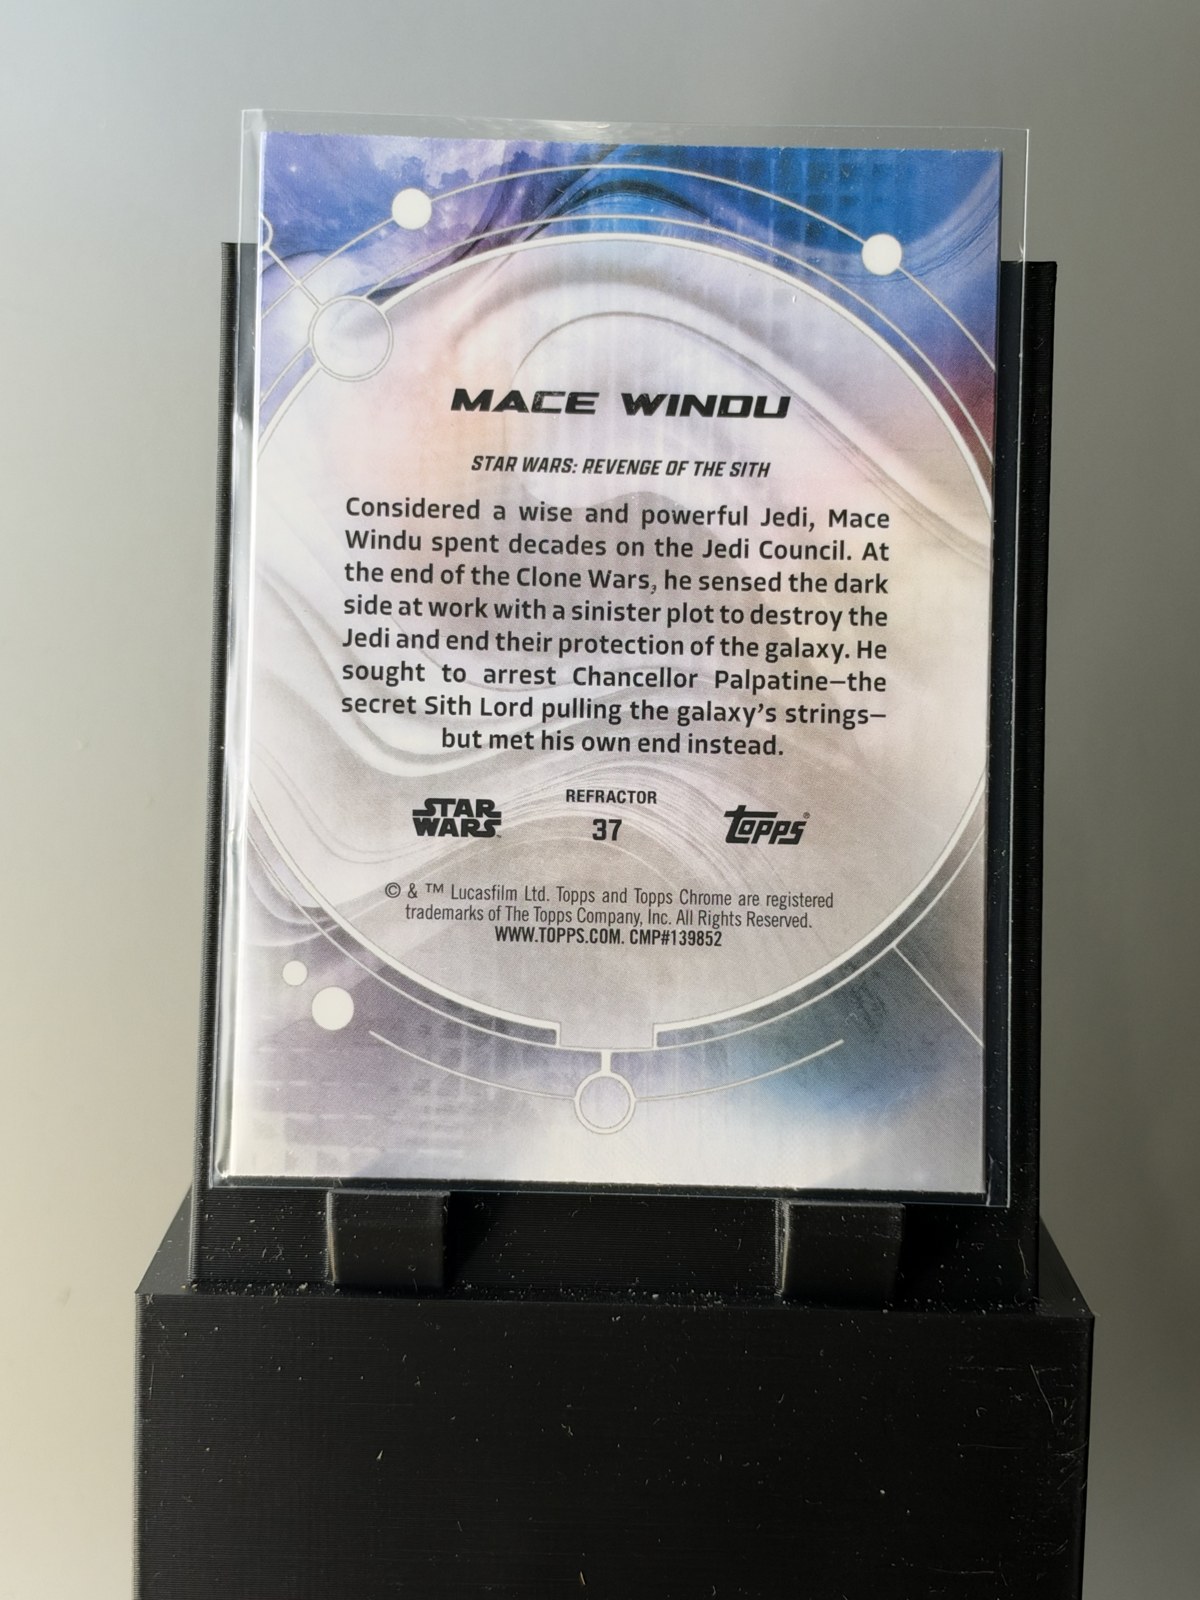 MACE WINDU
STAR WARS: REVENGE OF THE SITH
Considered a wise and powerful Jedi, Mace
Windu spent decades on the Jedi Council. At
the end of the Clone Wars, he sensed the dark
side at work with a sinister plot to destroy the
Jedi and end their protection of the galaxy. He
sought to arrest Chancellor Palpatine—the
secret Sith Lord pulling the galaxy’s strings—
but met his own end instead.
STAR
WARS™
REFRACTOR
37
Topps®
© & ™ Lucasfilm Ltd. Topps and Topps Chrome are registered
trademarks of The Topps Company, Inc. All Rights Reserved.
WWW.TOPPS.COM. CMP#139852